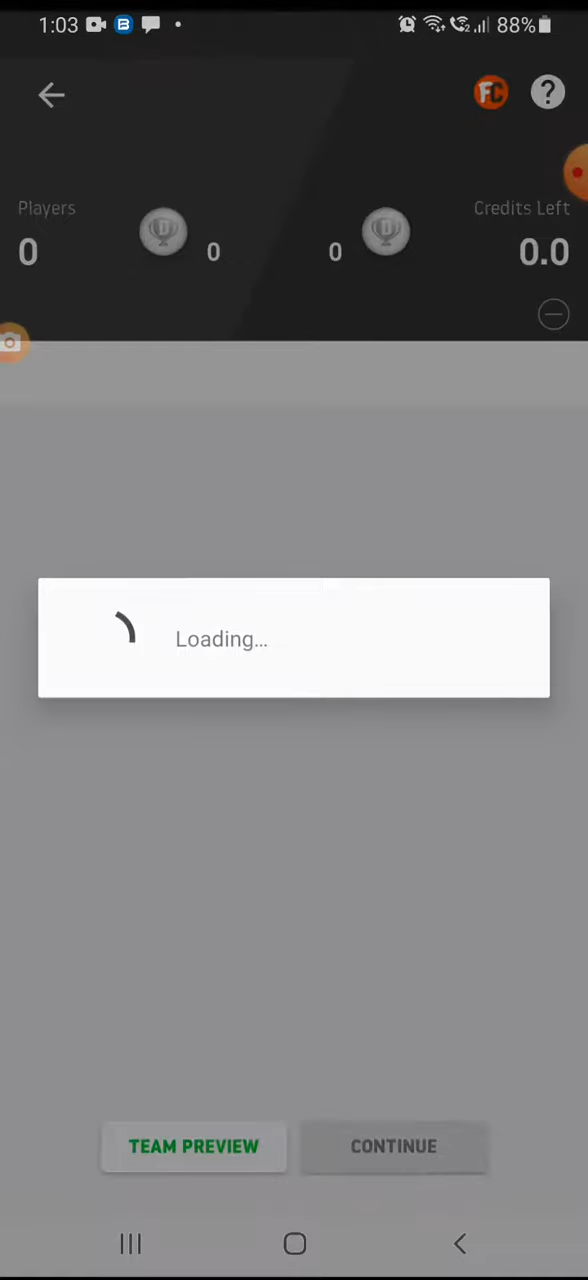 1:03 B 88%
FC ?
Players Credits Left
0 D 0 0 D 0.0
Loading...
TEAM PREVIEW CONTINUE